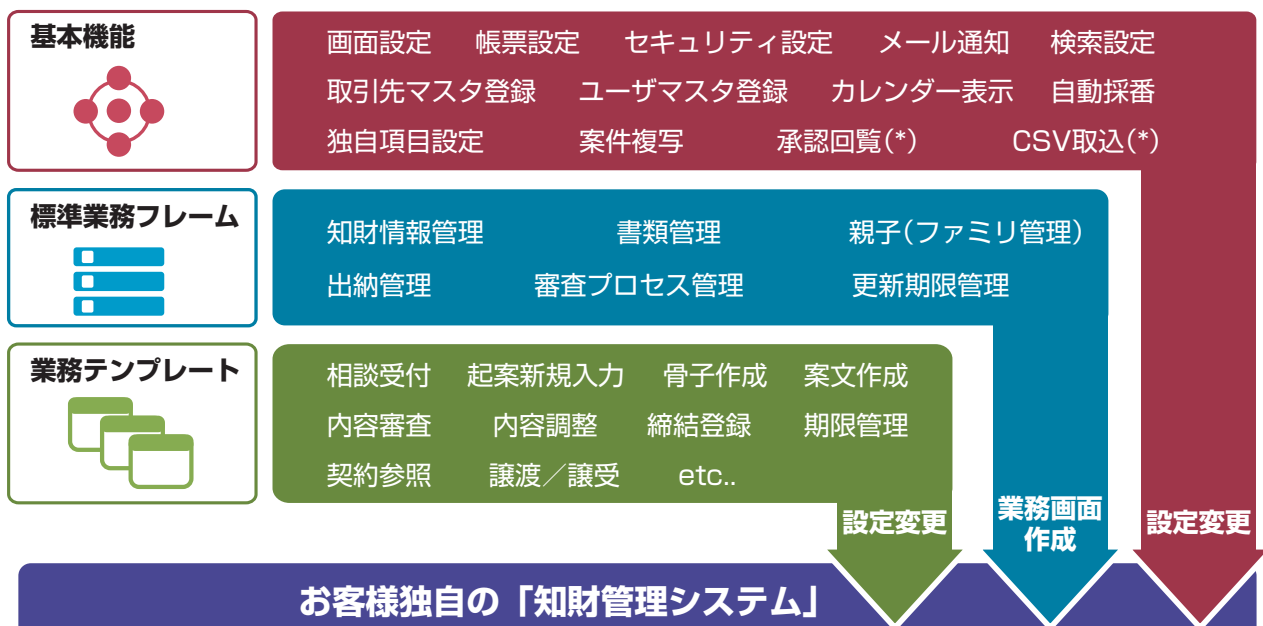 基本機能
画面設定 帳票設定 セキュリティ設定 メール通知 検索設定
取引先マスタ登録 ユーザマスタ登録 カレンダー表示 自動採番
独自項目設定 案件複写 承認回覧(*) CSV取込(*)
標準業務フレーム
知財情報管理 書類管理 親子(ファミリ管理)
出納管理 審査プロセス管理 更新期限管理
業務テンプレート
相談受付 起案新規入力 骨子作成 案文作成
内容審査 内容調整 締結登録 期限管理
契約参照 譲渡／譲受 etc..
設定変更
業務画面
作成
設定変更
お客様独自の「知財管理システム」